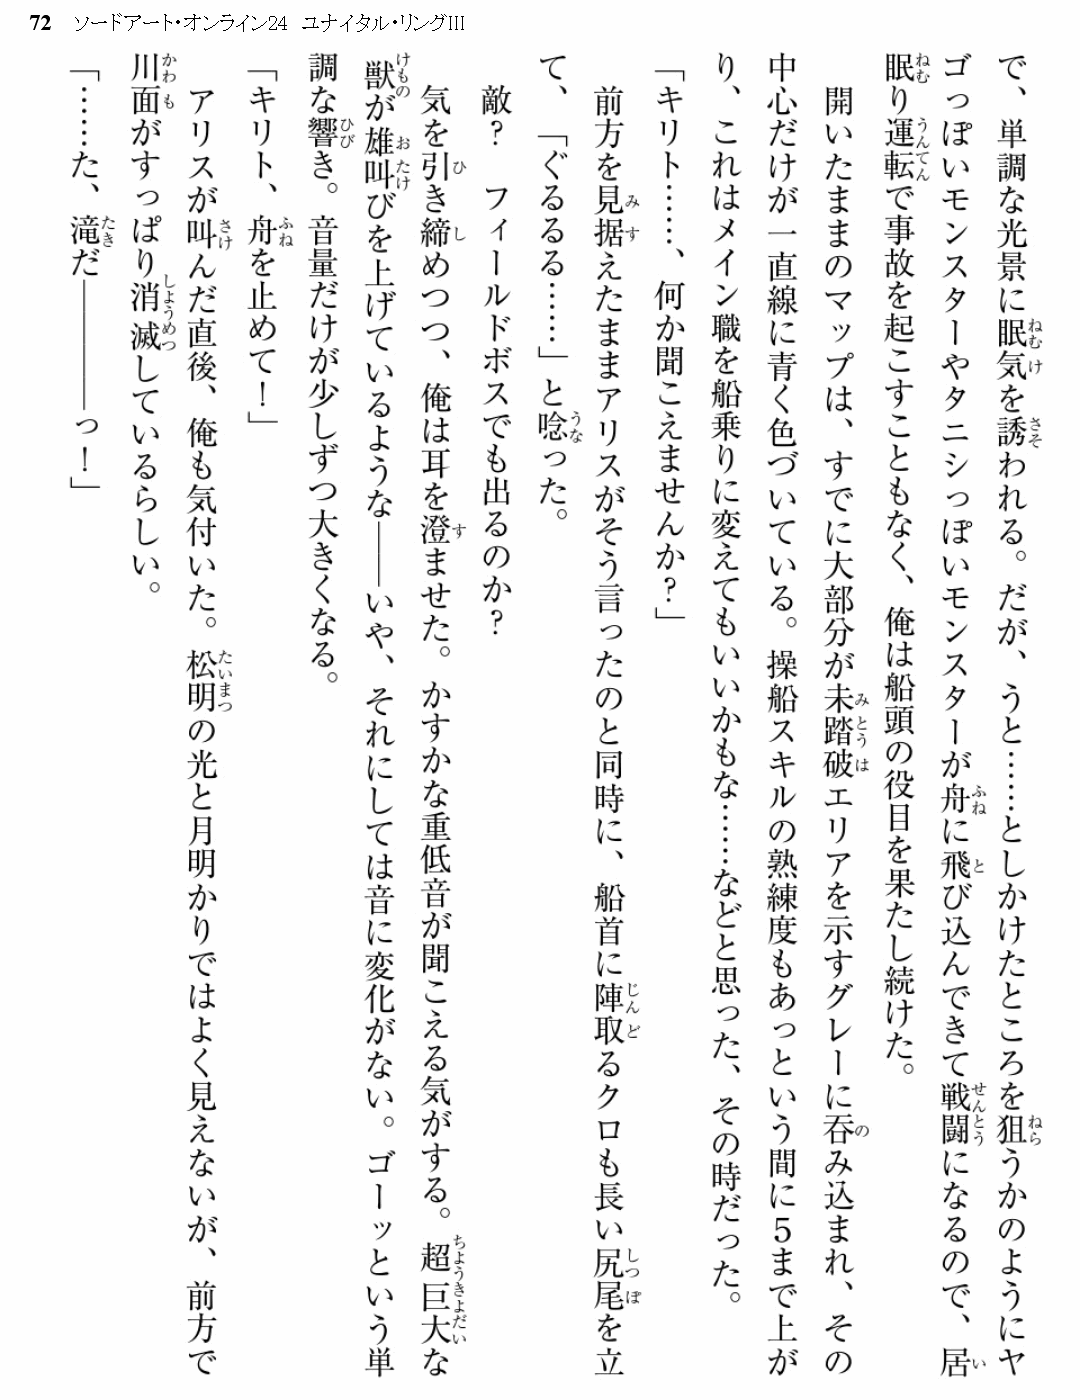 72 ソードアート・オンライン24 ユナイタル・リングIII
で、単調な光景に眠気を誘われる。だが、うと……としかけたところを狙うかのようにヤ
ゴっぽいモンスターやタニシっぽいモンスターが舟に飛び込んできて戦闘になるので、居
眠り運転で事故を起こすこともなく、俺は船頭の役目を果たし続けた。
開いたままのマップは、すでに大部分が未踏破エリアを示すグレーに呑み込まれ、その
中心だけが一直線に青く色づいている。操船スキルの熟練度もあっという間に5まで上が
り、これはメイン職を船乗りに変えてもいいかもな……などと思った、その時だった。
「キリト……、何か聞こえませんか？」
前方を見据えたままアリスがそう言ったのと同時に、船首に陣取るクロも長い尻尾を立
て、「ぐるるる……」と唸った。
敵？　フィールドボスでも出るのか？
気を引き締めつつ、俺は耳を澄ませた。かすかな重低音が聞こえる気がする。超巨大な
獣が雄叫びを上げているような――いや、それにしては音に変化がない。ゴーッという単
調な響き。音量だけが少しずつ大きくなる。
「キリト、舟を止めて！」
アリスが叫んだ直後、俺も気付いた。松明の光と月明かりではよく見えないが、前方で
川面がすっぱり消滅しているらしい。
「……た、滝だ――――っ！」